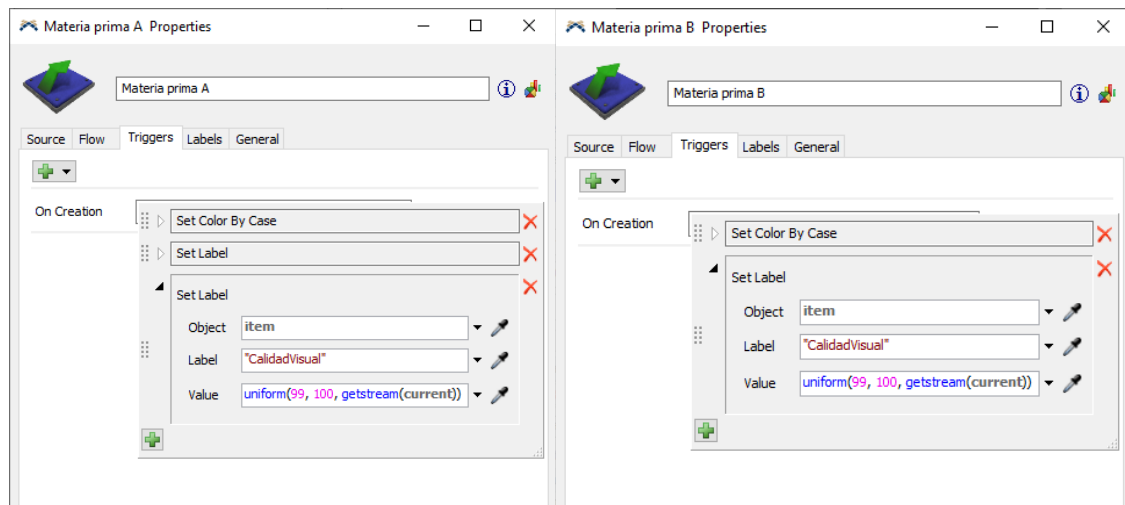 Materia prima A Properties
Materia prima A
Source Flow Triggers Labels General
On Creation
Set Color By Case
Set Label
Set Label
Object item
Label "CalidadVisual"
Value uniform(99, 100, getstream(current))
Materia prima B Properties
Materia prima B
Source Flow Triggers Labels General
On Creation
Set Color By Case
Set Label
Object item
Label "CalidadVisual"
Value uniform(99, 100, getstream(current))